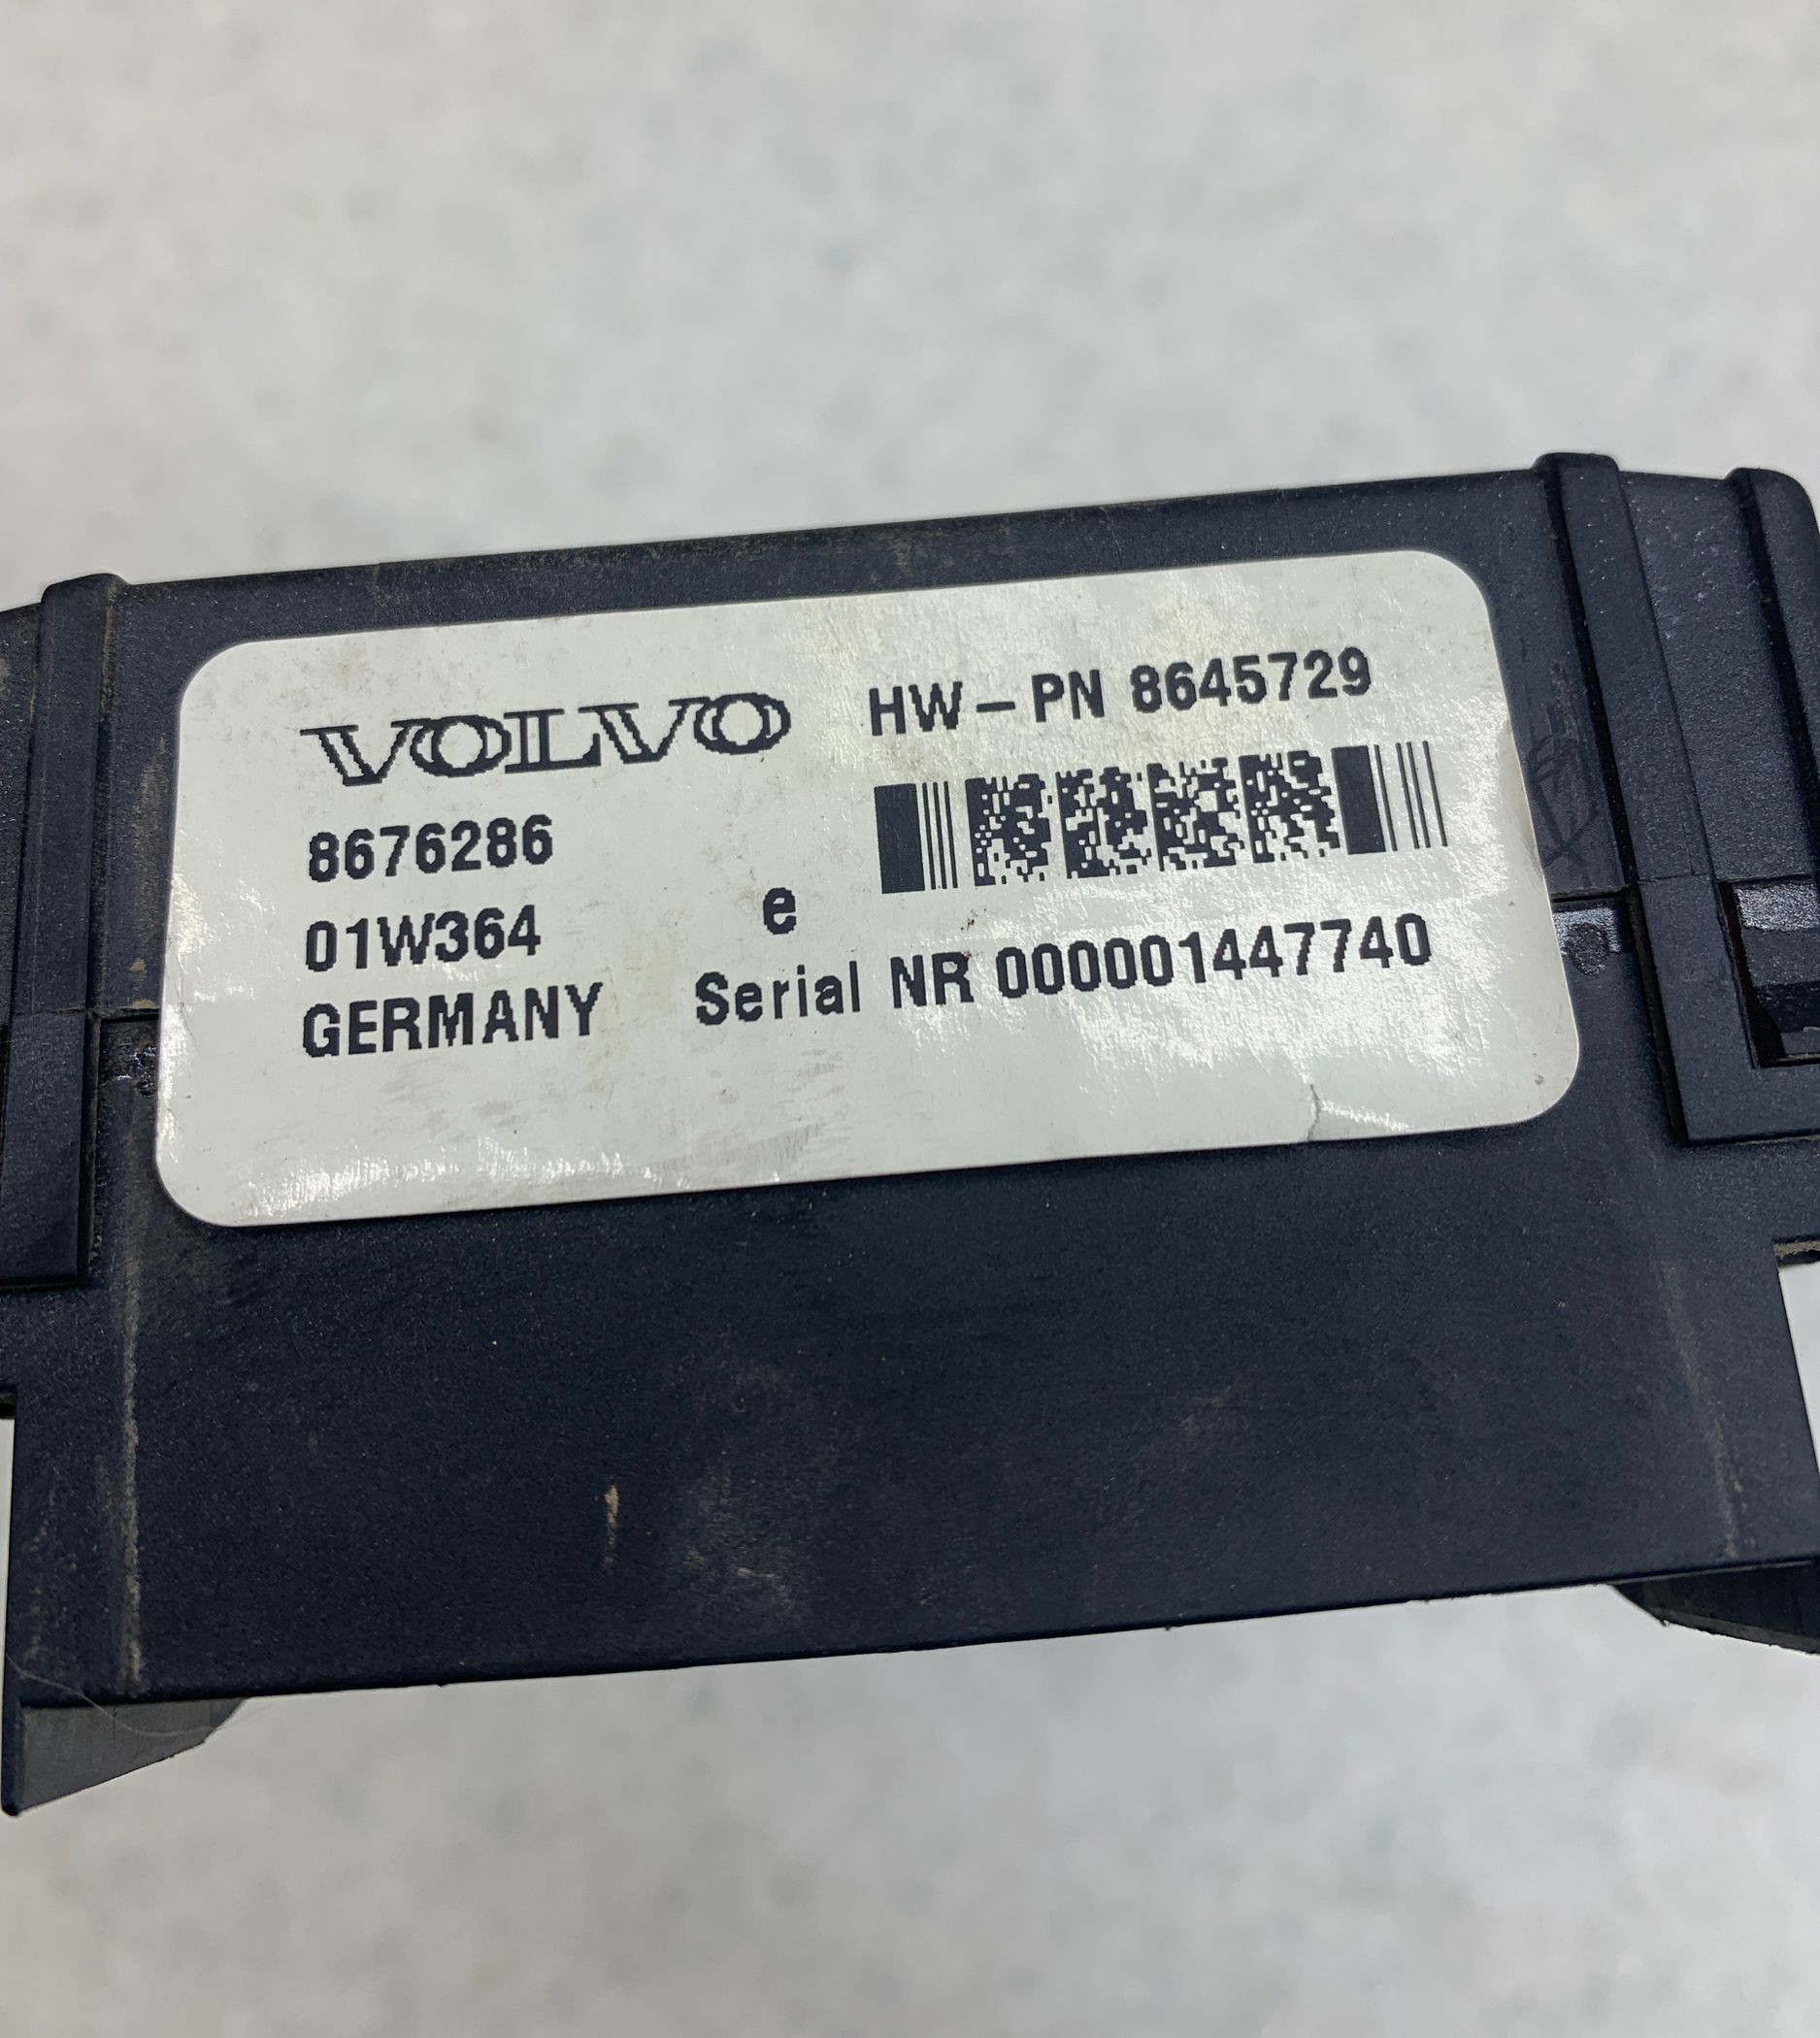 VOLVO
8676286
01W364
GERMANY
HW-PN 8645729
e
Serial NR 000001447740